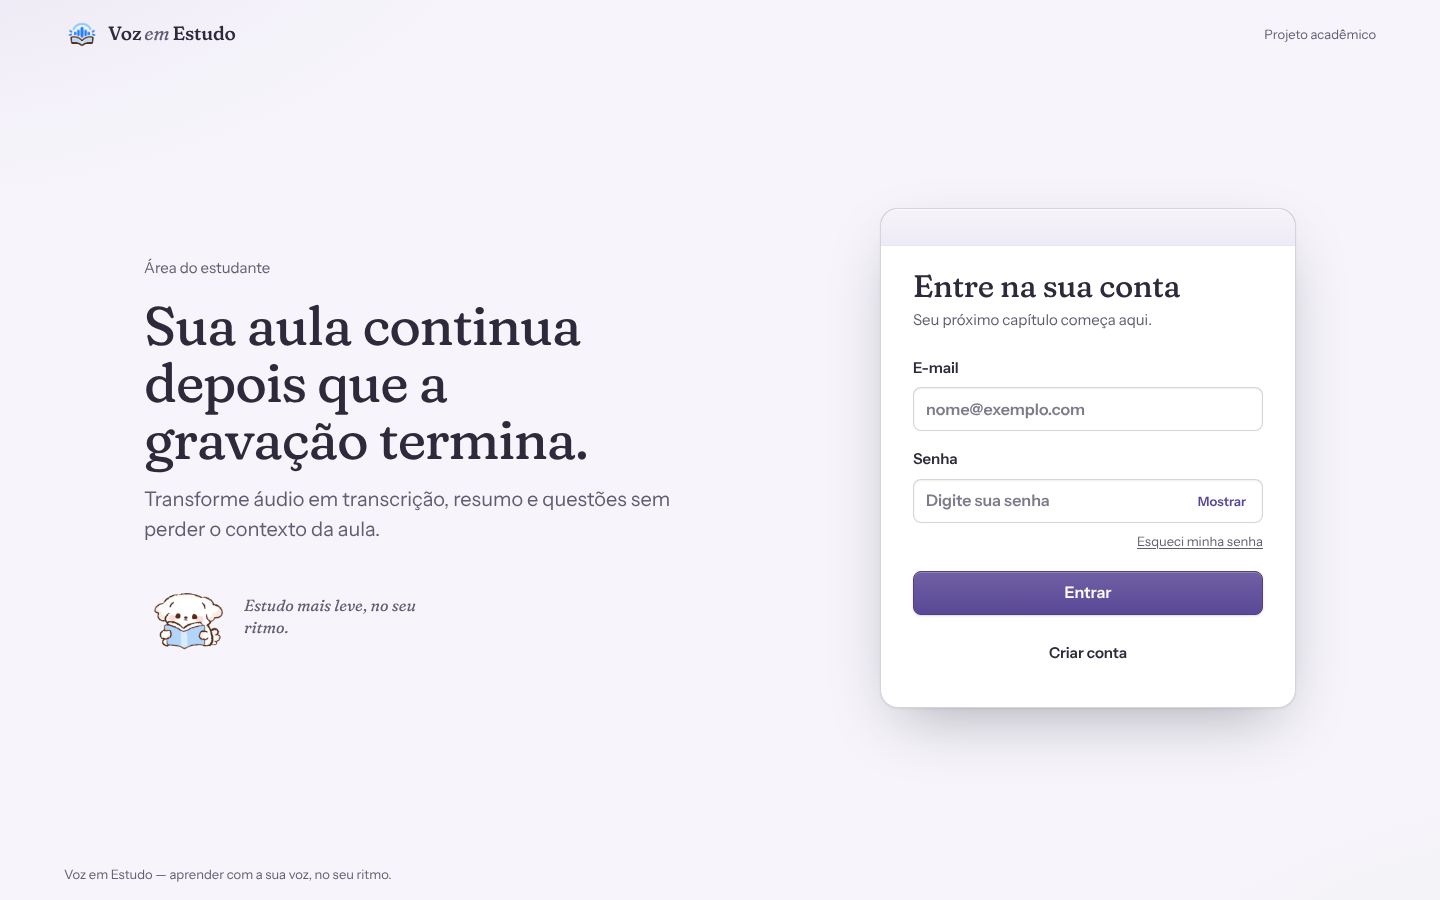 Voz em Estudo
Projeto acadêmico
Área do estudante
Sua aula continua
depois que a
gravação termina.
Transforme áudio em transcrição, resumo e questões sem
perder o contexto da aula.
Estudo mais leve, no seu
ritmo.
Entre na sua conta
Seu próximo capítulo começa aqui.
E-mail
nome@exemplo.com
Senha
Digite sua senha
Mostrar
Esqueci minha senha
Entrar
Criar conta
Voz em Estudo — aprender com a sua voz, no seu ritmo.